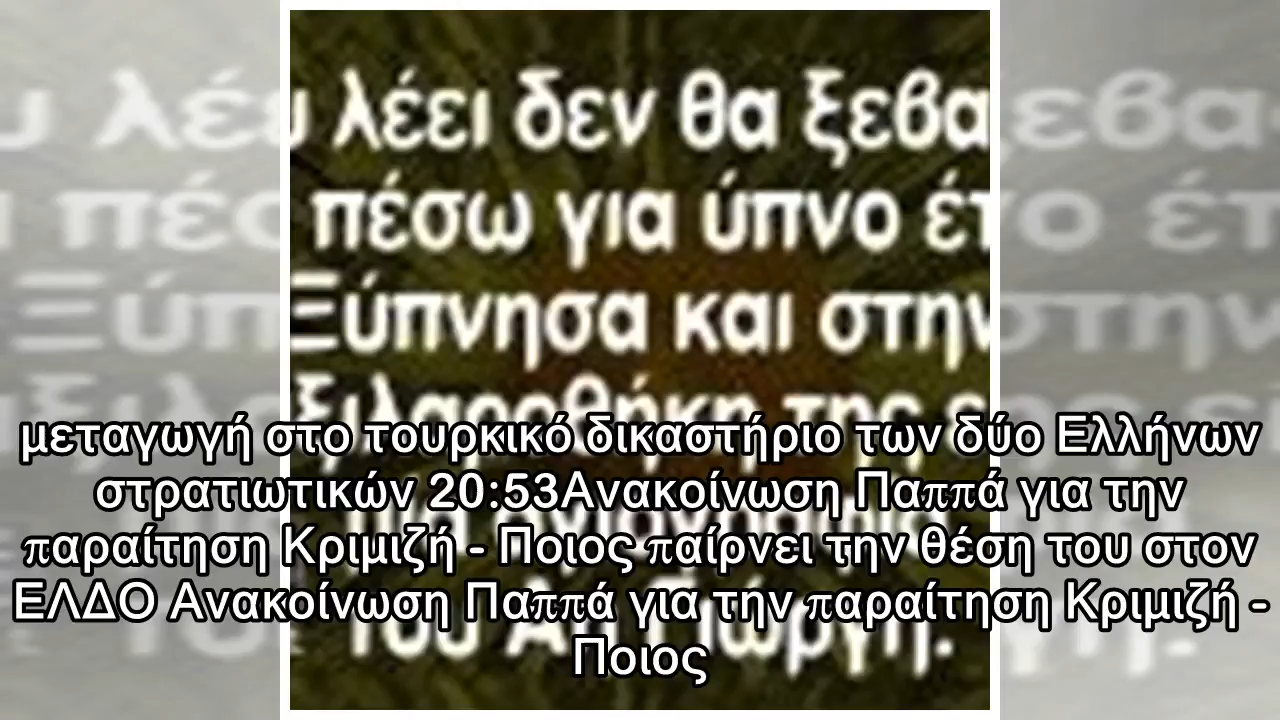 λέει δεν θα ξεβα
πέσω για ύπνο έτ
Ξύπνησα και στην
μεταγωγή στο τουρκικό δικαστήριο των δύο Ελλήνων
στρατιωτικών 20:53Ανακοίνωση Παππά για την
παραίτηση Κριμιζή - Ποιος παίρνει την θέση του στον
ΕΛΔΟ Ανακοίνωση Παππά για την παραίτηση Κριμιζή -
Ποιος